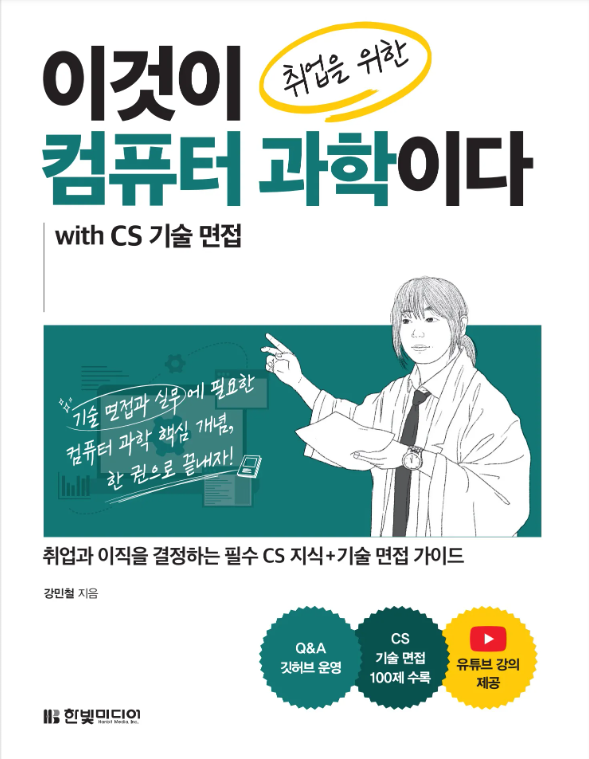 이것이
취업을 위한
컴퓨터 과학이다
with CS 기술 면접
기술 면접과 실무에 필요한
컴퓨터 과학 핵심 개념,
한 권으로 끝내자!
취업과 이직을 결정하는 필수 CS 지식+기술 면접 가이드
강민철 지음
Q&A
깃허브 운영
CS
기술 면접
100제 수록
유튜브 강의
제공
한빛미디어
Hanbit Media, Inc.